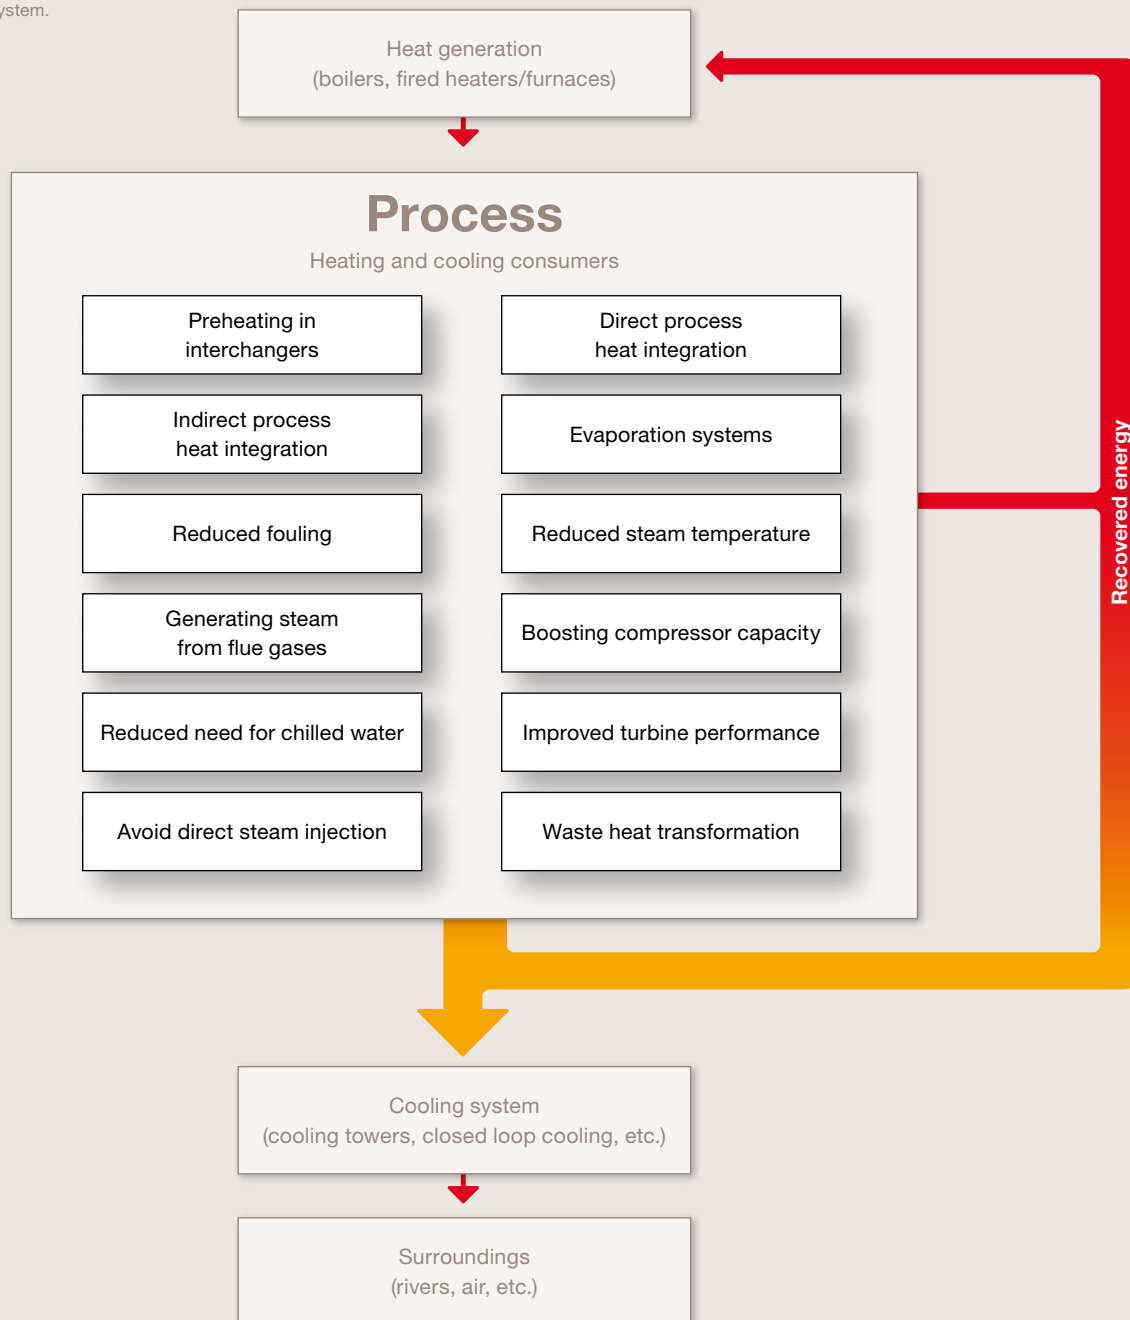 Heat generation
(boilers, fired heaters/furnaces)
Process
Heating and cooling consumers
Preheating in
interchangers
Direct process
heat integration
Indirect process
heat integration
Evaporation systems
Reduced fouling
Reduced steam temperature
Generating steam
from flue gases
Boosting compressor capacity
Reduced need for chilled water
Improved turbine performance
Avoid direct steam injection
Waste heat transformation
Recovered energy
Cooling system
(cooling towers, closed loop cooling, etc.)
Surroundings
(rivers, air, etc.)